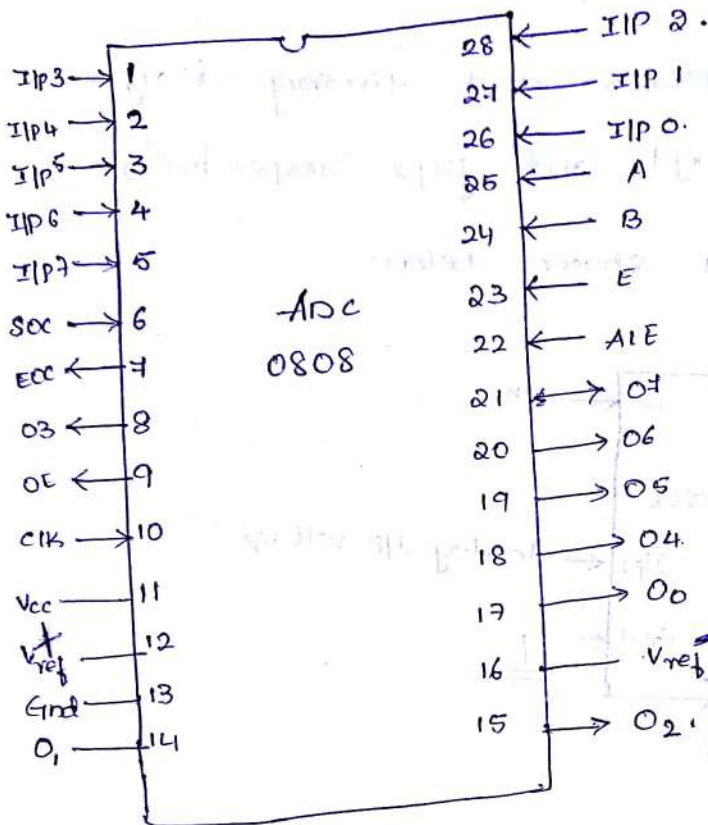 I/P3 1
I/P4 2
I/P5 3
I/P6 4
I/P7 5
SOC 6
EOC 7
O3 8
OE 9
Clk 10
Vcc 11
V+ref 12
Gnd 13
O1 14
ADC
0808
28 I/P 2.
27 I/P 1
26 I/P 0.
25 A
24 B
23 E
22 ALE
21 O7
20 O6
19 O5
18 O4.
17 O0
16 Vref-
15 O2.